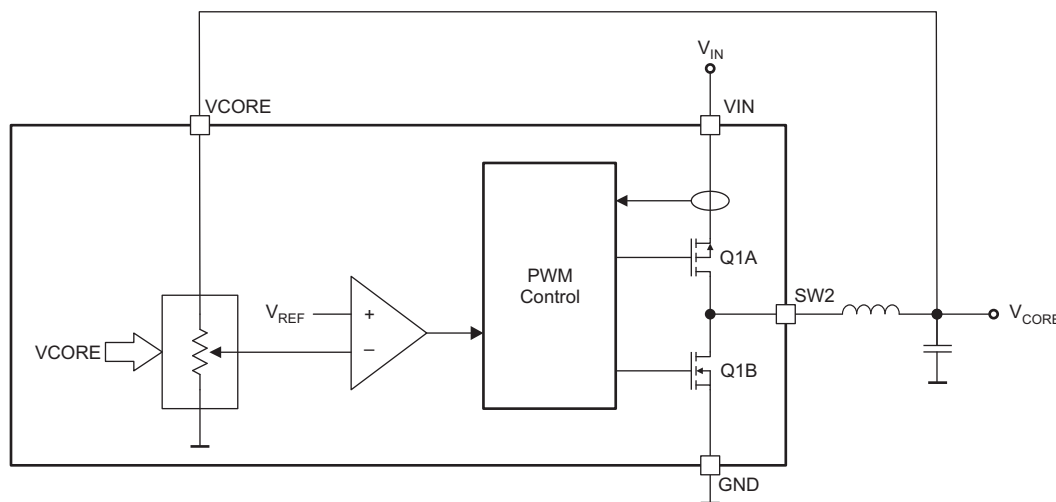 V_IN
VCORE
VIN
Q1A
PWM
Control
SW2
V_REF
+
V_CORE
VCORE
−
Q1B
GND